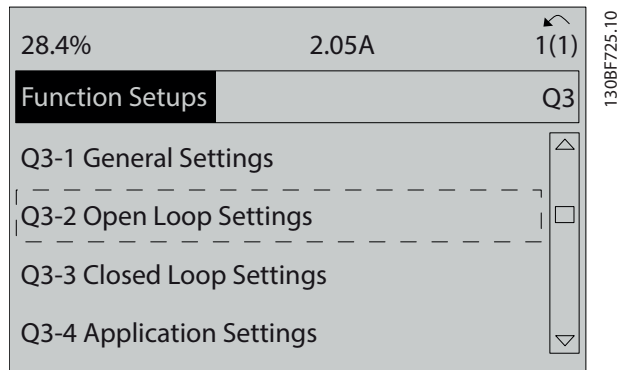 28.4% 2.05A 1(1)
Function Setups Q3
Q3-1 General Settings
Q3-2 Open Loop Settings
Q3-3 Closed Loop Settings
Q3-4 Application Settings
130BF725.10